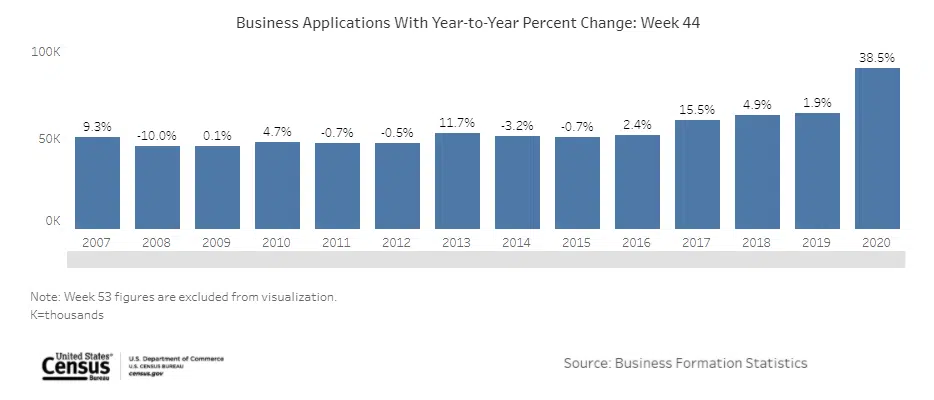 Business Applications With Year-to-Year Percent Change: Week 44
100K
50K
0K
9.3%
-10.0%
0.1%
4.7%
-0.7%
-0.5%
11.7%
-3.2%
-0.7%
2.4%
15.5%
4.9%
1.9%
38.5%
2007 2008 2009 2010 2011 2012 2013 2014 2015 2016 2017 2018 2019 2020
Note: Week 53 figures are excluded from visualization.
K=thousands
United States®
Census
Bureau
U.S. Department of Commerce
U.S. CENSUS BUREAU
census.gov
Source: Business Formation Statistics